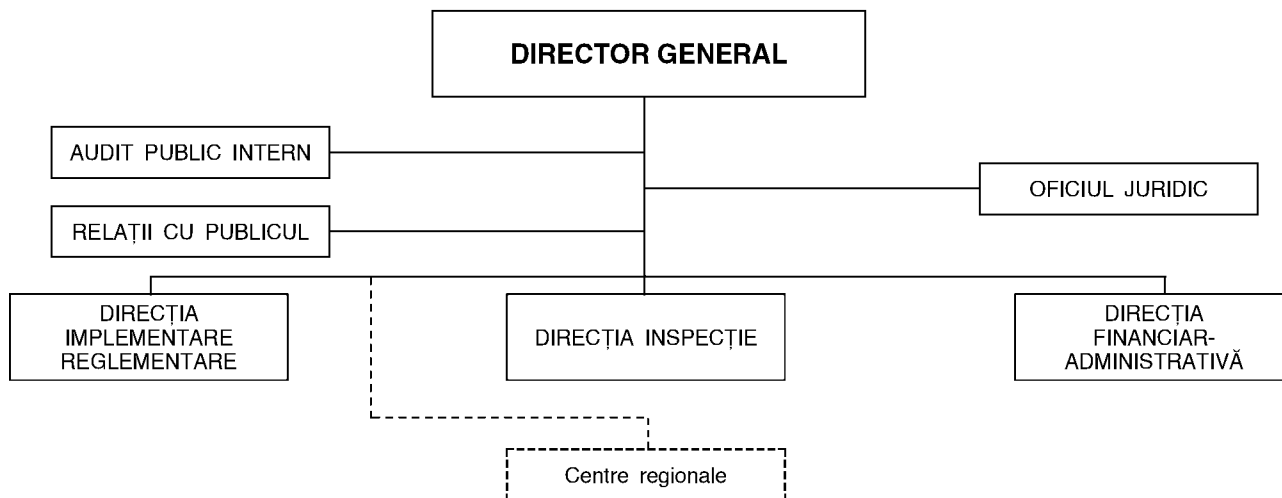 DIRECTOR GENERAL
AUDIT PUBLIC INTERN
OFICIUL JURIDIC
RELAȚII CU PUBLICUL
DIRECȚIA
IMPLEMENTARE
REGLEMENTARE
DIRECȚIA INSPECȚIE
DIRECȚIA
FINANCIAR-
ADMINISTRATIVĂ
Centre regionale